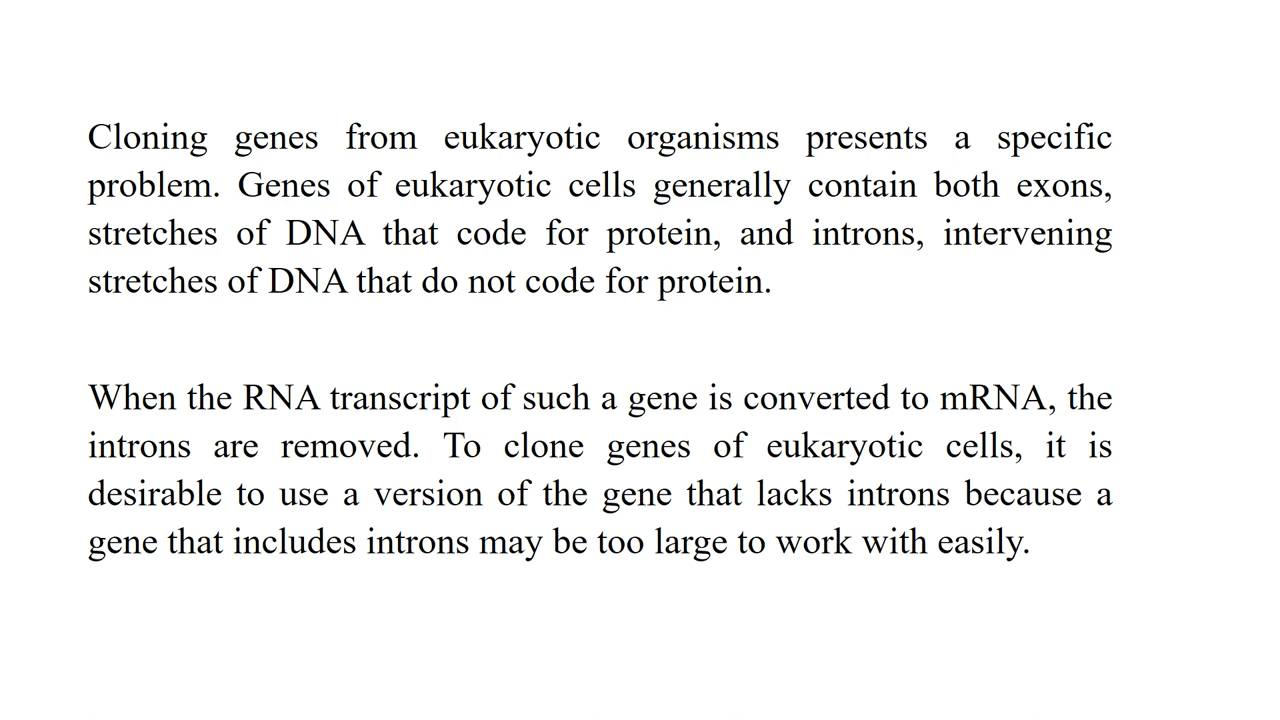 Cloning genes from eukaryotic organisms presents a specific
problem. Genes of eukaryotic cells generally contain both exons,
stretches of DNA that code for protein, and introns, intervening
stretches of DNA that do not code for protein.
When the RNA transcript of such a gene is converted to mRNA, the
introns are removed. To clone genes of eukaryotic cells, it is
desirable to use a version of the gene that lacks introns because a
gene that includes introns may be too large to work with easily.